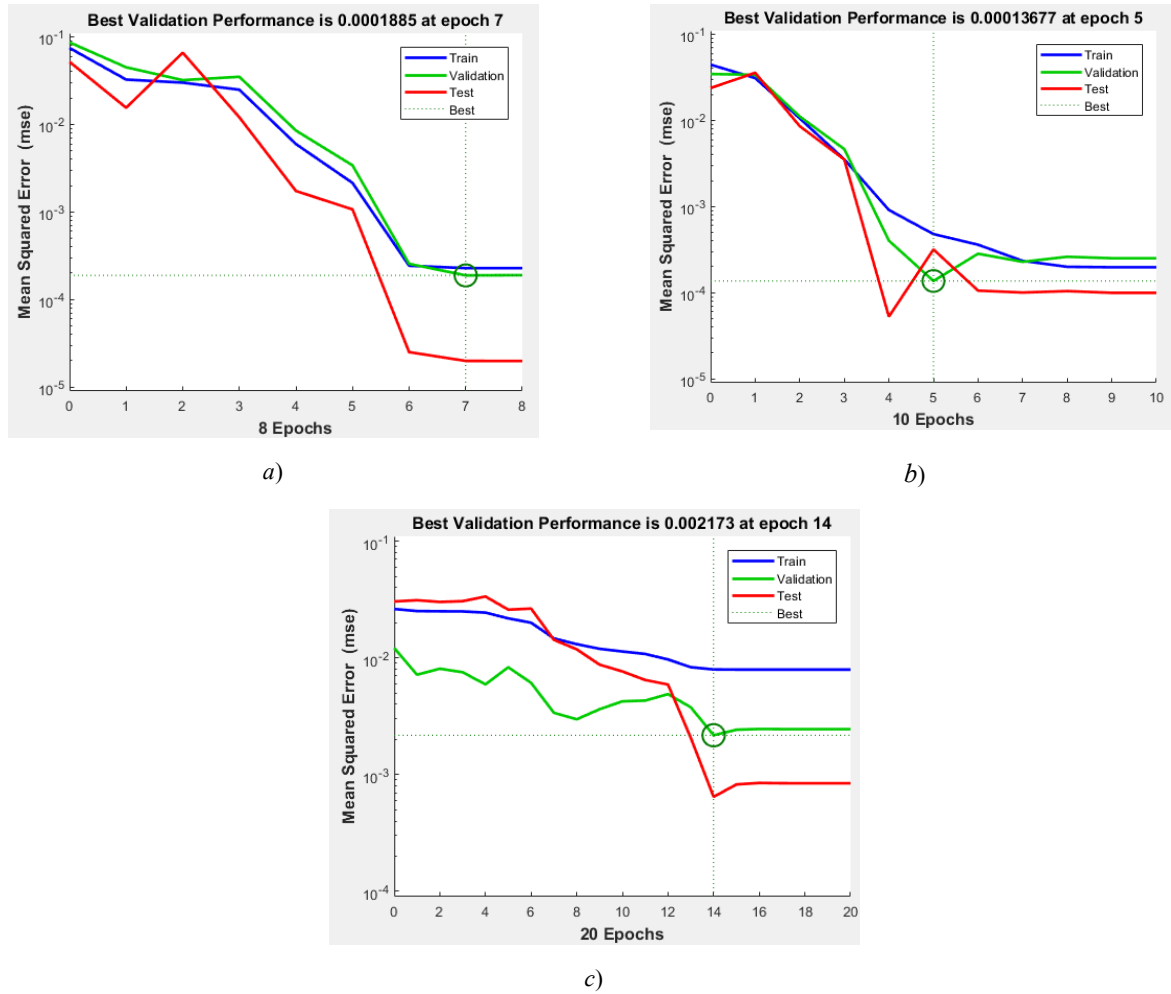 Best Validation Performance is 0.0001885 at epoch 7
Mean Squared Error (mse)
10-1
10-2
10-3
10-4
10-5
Train
Validation
Test
Best
0 1 2 3 4 5 6 7 8
8 Epochs
a)
Best Validation Performance is 0.00013677 at epoch 5
Mean Squared Error (mse)
10-1
10-2
10-3
10-4
10-5
Train
Validation
Test
Best
0 1 2 3 4 5 6 7 8 9 10
10 Epochs
b)
Best Validation Performance is 0.002173 at epoch 14
Mean Squared Error (mse)
10-1
10-2
10-3
10-4
Train
Validation
Test
Best
0 2 4 6 8 10 12 14 16 18 20
20 Epochs
c)